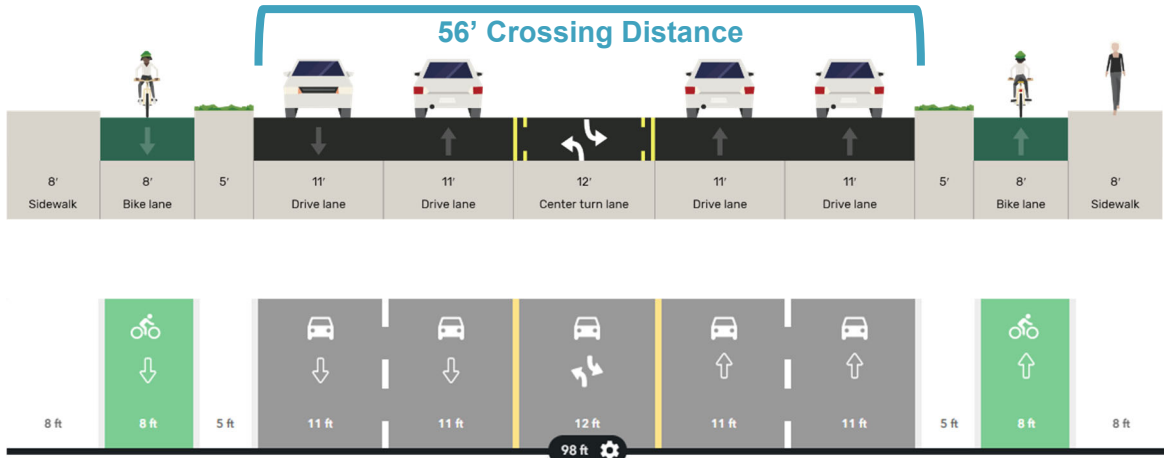 56’ Crossing Distance
8' 8' 5' 11' 11' 12' 11' 11' 5' 8' 8'
Sidewalk Bike lane Drive lane Drive lane Center turn lane Drive lane Drive lane Bike lane Sidewalk
8 ft 8 ft 5 ft 11 ft 11 ft 12 ft 11 ft 11 ft 5 ft 8 ft 8 ft
98 ft